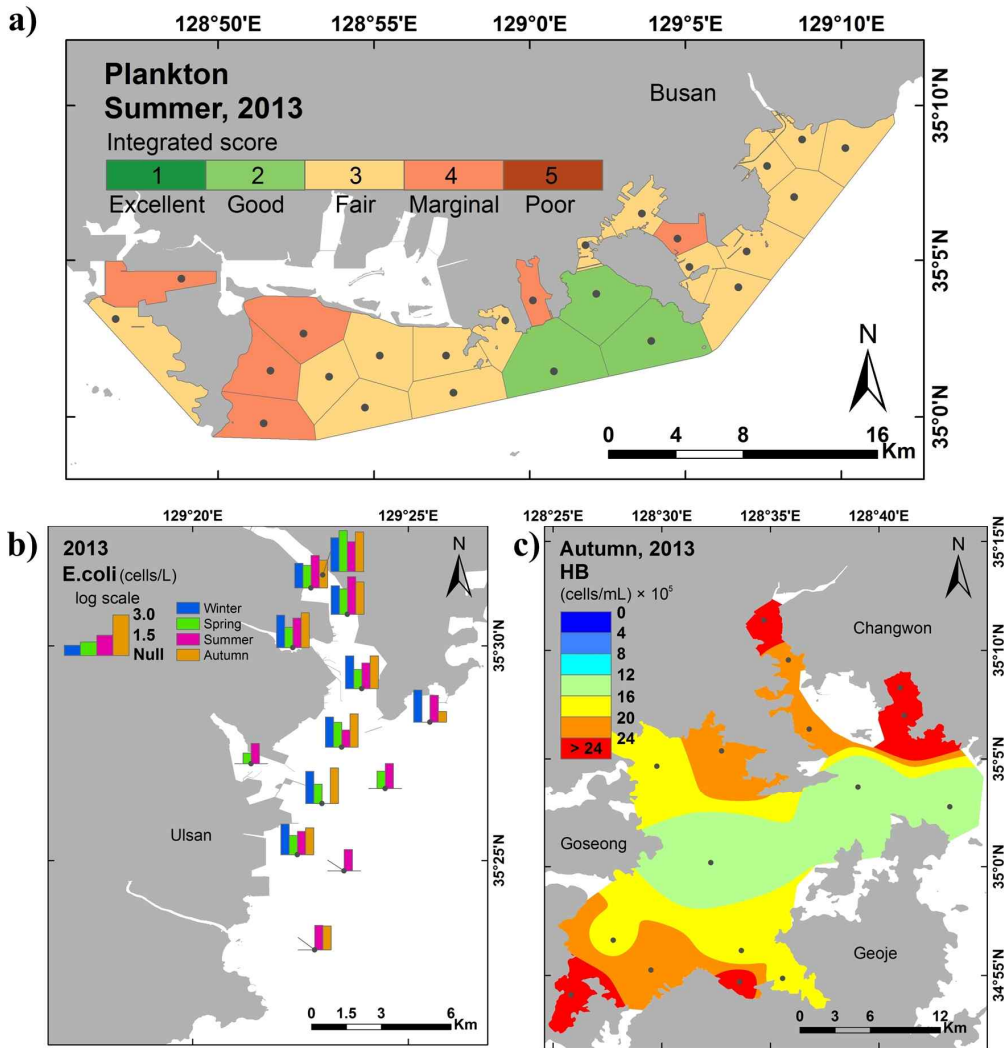 a)
128°50'E 128°55'E 129°0'E 129°5'E 129°10'E
Plankton
Summer, 2013
Integrated score
1 2 3 4 5
Excellent Good Fair Marginal Poor
Busan
35°10'N
35°5'N
35°0'N
N
0 4 8 16
Km
b)
129°20'E 129°25'E
2013
E.coli (cells/L)
log scale
3.0
1.5
Null
Winter
Spring
Summer
Autumn
N
Ulsan
35°30'N
35°25'N
0 1.5 3 6
Km
c)
128°25'E 128°30'E 128°35'E 128°40'E
Autumn, 2013
HB
(cells/mL) × 10⁵
0
4
8
12
16
20
24
> 24
N
Changwon
Goseong
Geoje
35°15'N
35°10'N
35°5'N
35°0'N
34°55'N
0 3 6 12
Km